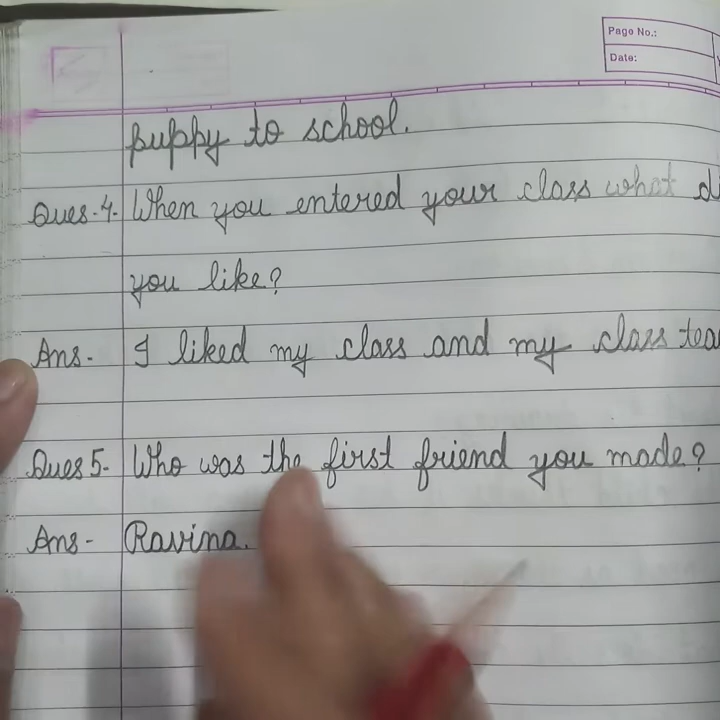 Page No.:
Date:
puppy to school.
Ques.4. When you entered your class what
you like?
Ans- I liked my class and my class
Ques 5- Who was the first friend you made?
Ans- Ravina.